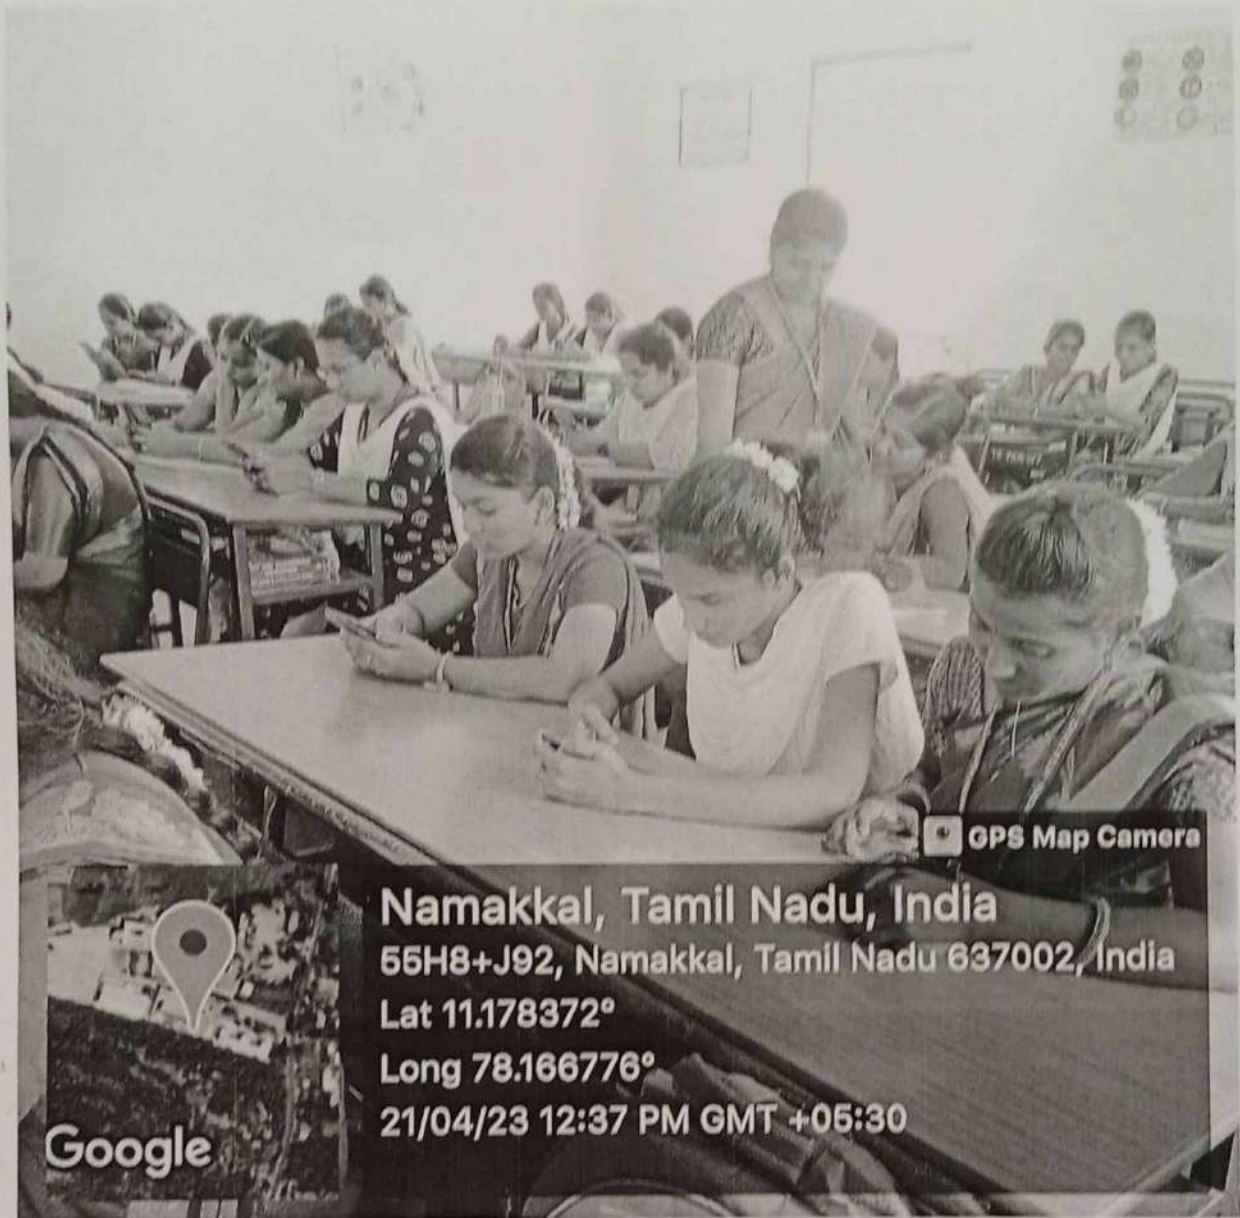 GPS Map Camera
Namakkal, Tamil Nadu, India
55H8+J92, Namakkal, Tamil Nadu 637002, India
Lat 11.178372°
Long 78.166776°
21/04/23 12:37 PM GMT +05:30
Google